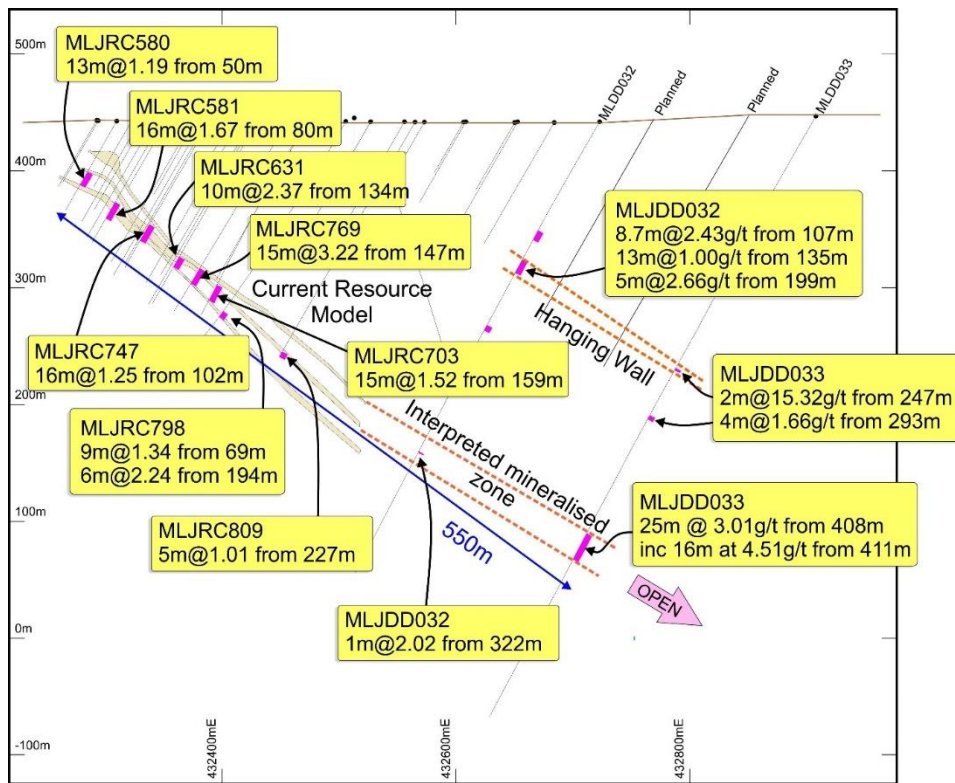 500m
400m
300m
200m
100m
0m
-100m
MLJRC580
13m@1.19 from 50m
MLJRC581
16m@1.67 from 80m
MLJRC631
10m@2.37 from 134m
MLJRC769
15m@3.22 from 147m
MLDD032
Planned
Planned
MLDD033
MLJDD032
8.7m@2.43g/t from 107m
13m@1.00g/t from 135m
5m@2.66g/t from 199m
Current Resource
Model
Hanging Wall
MLJRC747
16m@1.25 from 102m
MLJRC703
15m@1.52 from 159m
MLJDD033
2m@15.32g/t from 247m
4m@1.66g/t from 293m
MLJRC798
9m@1.34 from 69m
6m@2.24 from 194m
Interpreted mineralised
zone
MLJRC809
5m@1.01 from 227m
550m
MLJDD033
25m @ 3.01g/t from 408m
inc 16m at 4.51g/t from 411m
OPEN
MLJDD032
1m@2.02 from 322m
432400mE
432600mE
432800mE